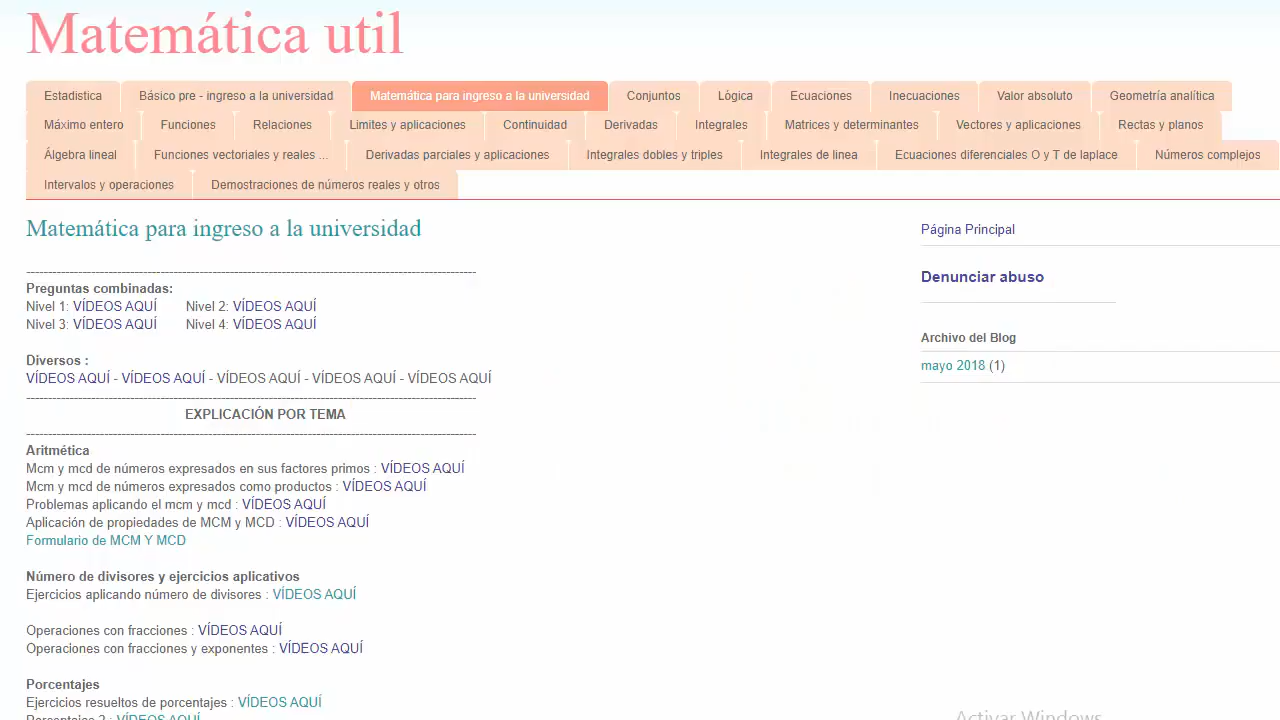 Matemática util
Estadistica Básico pre - ingreso a la universidad Matemática para ingreso a la universidad Conjuntos Lógica Ecuaciones Inecuaciones Valor absoluto Geometría analítica
Máximo entero Funciones Relaciones Limites y aplicaciones Continuidad Derivadas Integrales Matrices y determinantes Vectores y aplicaciones Rectas y planos
Álgebra lineal Funciones vectoriales y reales ... Derivadas parciales y aplicaciones Integrales dobles y triples Integrales de linea Ecuaciones diferenciales O y T de laplace Números complejos
Intervalos y operaciones Demostraciones de números reales y otros
Matemática para ingreso a la universidad
------------------------------------------------------------------------------------------
Preguntas combinadas:
Nivel 1: VÍDEOS AQUÍ Nivel 2: VÍDEOS AQUÍ
Nivel 3: VÍDEOS AQUÍ Nivel 4: VÍDEOS AQUÍ
Diversos :
VÍDEOS AQUÍ - VÍDEOS AQUÍ - VÍDEOS AQUÍ - VÍDEOS AQUÍ - VÍDEOS AQUÍ
------------------------------------------------------------------------------------------
EXPLICACIÓN POR TEMA
------------------------------------------------------------------------------------------
Aritmética
Mcm y mcd de números expresados en sus factores primos : VÍDEOS AQUÍ
Mcm y mcd de números expresados como productos : VÍDEOS AQUÍ
Problemas aplicando el mcm y mcd : VÍDEOS AQUÍ
Aplicación de propiedades de MCM y MCD : VÍDEOS AQUÍ
Formulario de MCM Y MCD
Número de divisores y ejercicios aplicativos
Ejercicios aplicando número de divisores : VÍDEOS AQUÍ
Operaciones con fracciones : VÍDEOS AQUÍ
Operaciones con fracciones y exponentes : VÍDEOS AQUÍ
Porcentajes
Ejercicios resueltos de porcentajes : VÍDEOS AQUÍ
Porcentajes 2 : VÍDEOS AQUÍ
Página Principal
Denunciar abuso
Archivo del Blog
mayo 2018 (1)
Activar Windows